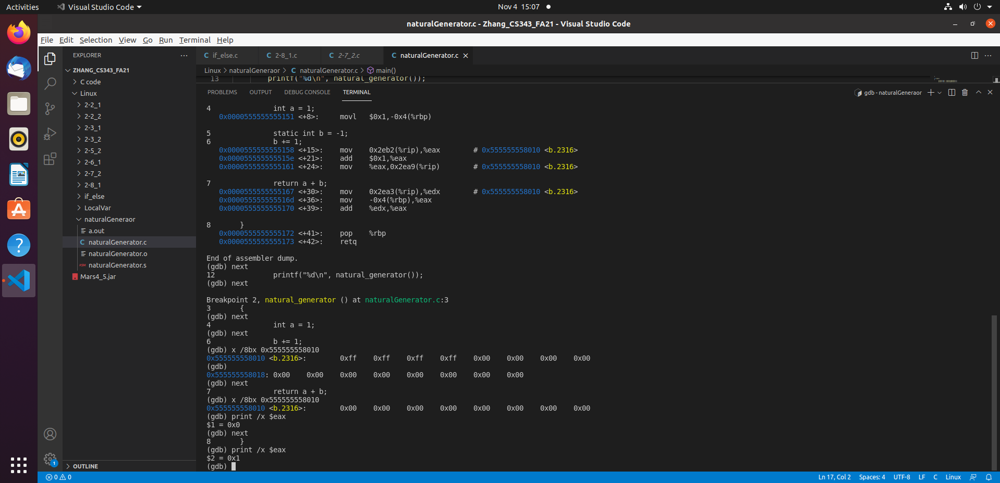 Activities
Visual Studio Code
Nov 4 15:07
naturalGenerator.c - Zhang_CS343_FA21 - Visual Studio Code
File Edit Selection View Go Run Terminal Help
EXPLORER
ZHANG_CS343_FA21
C code
Linux
2-2_1
2-2_2
2-3_1
2-3_2
2-5_2
2-6_1
2-7_2
2-8_1
if_else
LocalVar
naturalGeneraor
a.out
C naturalGenerator.c
naturalGenerator.o
ASM naturalGenerator.s
Mars4_5.jar
OUTLINE
1
C if_else.c C 2-8_1.c C 2-7_2.c C naturalGenerator.c
Linux > naturalGeneraor > C naturalGenerator.c > main()
13 printf("%d\n", natural_generator());
PROBLEMS OUTPUT DEBUG CONSOLE TERMINAL
gdb - naturalGeneraor
4 int a = 1;
0x0000555555555151 <+8>: movl $0x1,-0x4(%rbp)
5 static int b = -1;
6 b += 1;
0x0000555555555158 <+15>: mov 0x2eb2(%rip),%eax # 0x555555558010 <b.2316>
0x000055555555515e <+21>: add $0x1,%eax
0x0000555555555161 <+24>: mov %eax,0x2ea9(%rip) # 0x555555558010 <b.2316>
7 return a + b;
0x0000555555555167 <+30>: mov 0x2ea3(%rip),%edx # 0x555555558010 <b.2316>
0x000055555555516d <+36>: mov -0x4(%rbp),%eax
0x0000555555555170 <+39>: add %edx,%eax
8 }
0x0000555555555172 <+41>: pop %rbp
0x0000555555555173 <+42>: retq
End of assembler dump.
(gdb) next
12 printf("%d\n", natural_generator());
(gdb) next
Breakpoint 2, natural_generator () at naturalGenerator.c:3
3 {
(gdb) next
4 int a = 1;
(gdb) next
6 b += 1;
(gdb) x /8bx 0x555555558010
0x555555558010 <b.2316>: 0xff 0xff 0xff 0xff 0x00 0x00 0x00 0x00
(gdb)
0x555555558018: 0x00 0x00 0x00 0x00 0x00 0x00 0x00 0x00
(gdb) next
7 return a + b;
(gdb) x /8bx 0x555555558010
0x555555558010 <b.2316>: 0x00 0x00 0x00 0x00 0x00 0x00 0x00 0x00
(gdb) print /x $eax
$1 = 0x0
(gdb) next
8 }
(gdb) print /x $eax
$2 = 0x1
(gdb)
0 0
Ln 17, Col 2 Spaces: 4 UTF-8 LF C Linux